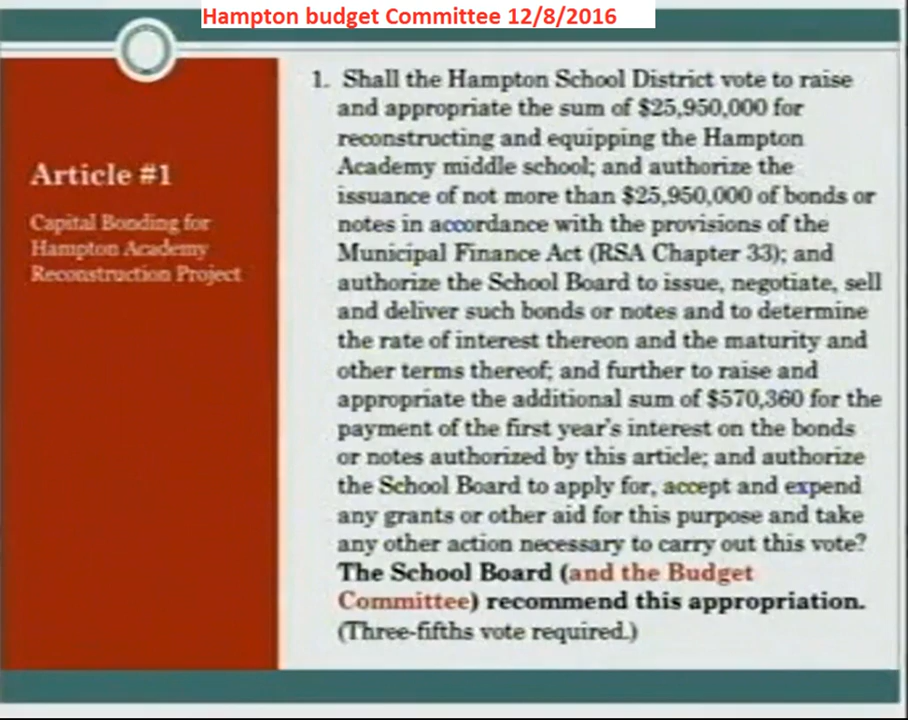 Hampton budget Committee 12/8/2016
Article #1
Capital Bonding for
Hampton Academy
Reconstruction Project
1. Shall the Hampton School District vote to raise
and appropriate the sum of $25,950,000 for
reconstructing and equipping the Hampton
Academy middle school; and authorize the
issuance of not more than $25,950,000 of bonds or
notes in accordance with the provisions of the
Municipal Finance Act (RSA Chapter 33); and
authorize the School Board to issue, negotiate, sell
and deliver such bonds or notes and to determine
the rate of interest thereon and the maturity and
other terms thereof; and further to raise and
appropriate the additional sum of $570,360 for the
payment of the first year's interest on the bonds
or notes authorized by this article; and authorize
the School Board to apply for, accept and expend
any grants or other aid for this purpose and take
any other action necessary to carry out this vote?
The School Board (and the Budget
Committee) recommend this appropriation.
(Three-fifths vote required.)